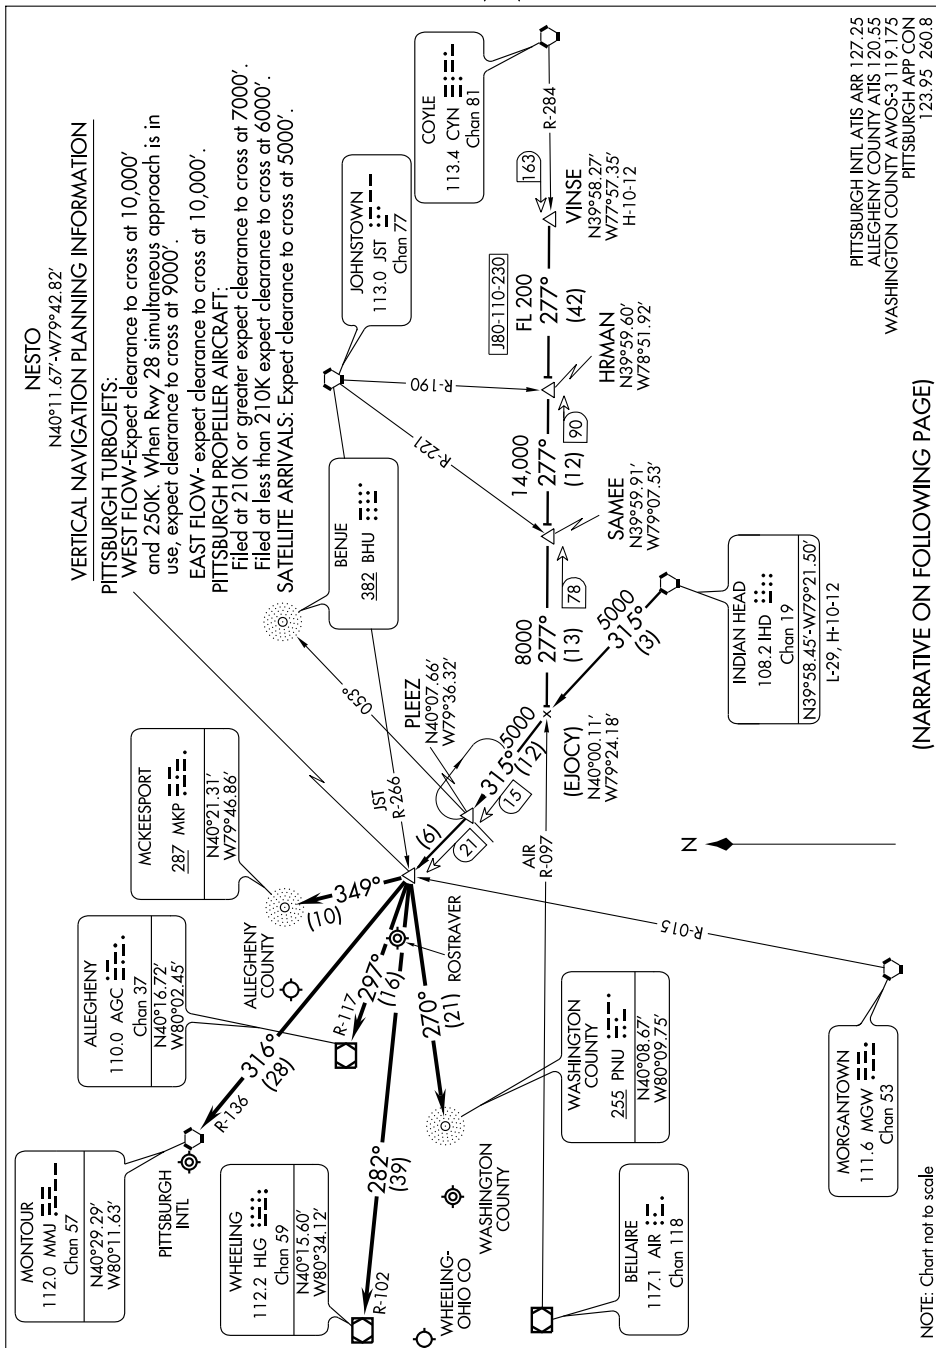 NESTO
N40°11.67'-W79°42.82'
VERTICAL NAVIGATION PLANNING INFORMATION
PITTSBURGH TURBOJETS:
WEST FLOW-Expect clearance to cross at 10,000'
and 250K. When Rwy 28 simultaneous approach is in
use, expect clearance to cross at 9000'.
EAST FLOW- expect clearance to cross at 10,000'.
PITTSBURGH PROPELLER AIRCRAFT:
Filed at 210K or greater expect clearance to cross at 7000'.
Filed at less than 210K expect clearance to cross at 6000'.
SATELLITE ARRIVALS: Expect clearance to cross at 5000'.
MONTOUR
112.0 MMU
Chan 57
N40°29.29'
W80°11.63'
PITTSBURGH
INTL
R-136
316°
(28)
ALLEGHENY
110.0 AGC
Chan 37
N40°16.72'
W80°02.45'
ALLEGHENY
COUNTY
R-117
297°
(16)
MCKEESPORT
287 MKP
N40°21.31'
W79°46.86'
349°
(10)
WHEELING
112.2 HLG
Chan 59
N40°15.60'
W80°34.12'
R-102
282°
(39)
WHEELING-
OHIO CO
WASHINGTON
COUNTY
270°
(21)
ROSTRAVER
WASHINGTON
COUNTY
255 PNU
N40°08.67'
W80°09.75'
BELLAIRE
117.1 AIR
Chan 118
AIR
R-097
MORGANTOWN
111.6 MGW
Chan 53
R-015
N
JST
R-266
(6)
21
15
PLEEZ
N40°07.66'
W79°36.32'
053°
BENJE
382 BHU
JOHNSTOWN
113.0 JST
Chan 77
R-221
R-190
COYLE
113.4 CYN
Chan 81
R-284
5000
315°
(12)
(EJOCY)
N40°00.11'
W79°24.18'
5000
315°
(3)
INDIAN HEAD
108.2 IHD
Chan 19
N39°58.45'-W79°21.50'
L-29, H-10-12
8000
277°
(13)
78
SAMEE
N39°59.91'
W79°07.53'
14,000
277°
(12)
90
HRMAN
N39°59.60'
W78°51.92'
J80-110-230
FL 200
277°
(42)
163
VINSE
N39°58.27'
W77°57.35'
H-10-12
PITTSBURGH INTL ATIS ARR 127.25
ALLEGHENY COUNTY ATIS 120.55
WASHINGTON COUNTY AWOS-3 119.175
PITTSBURGH APP CON
123.95 260.8
(NARRATIVE ON FOLLOWING PAGE)
NOTE: Chart not to scale